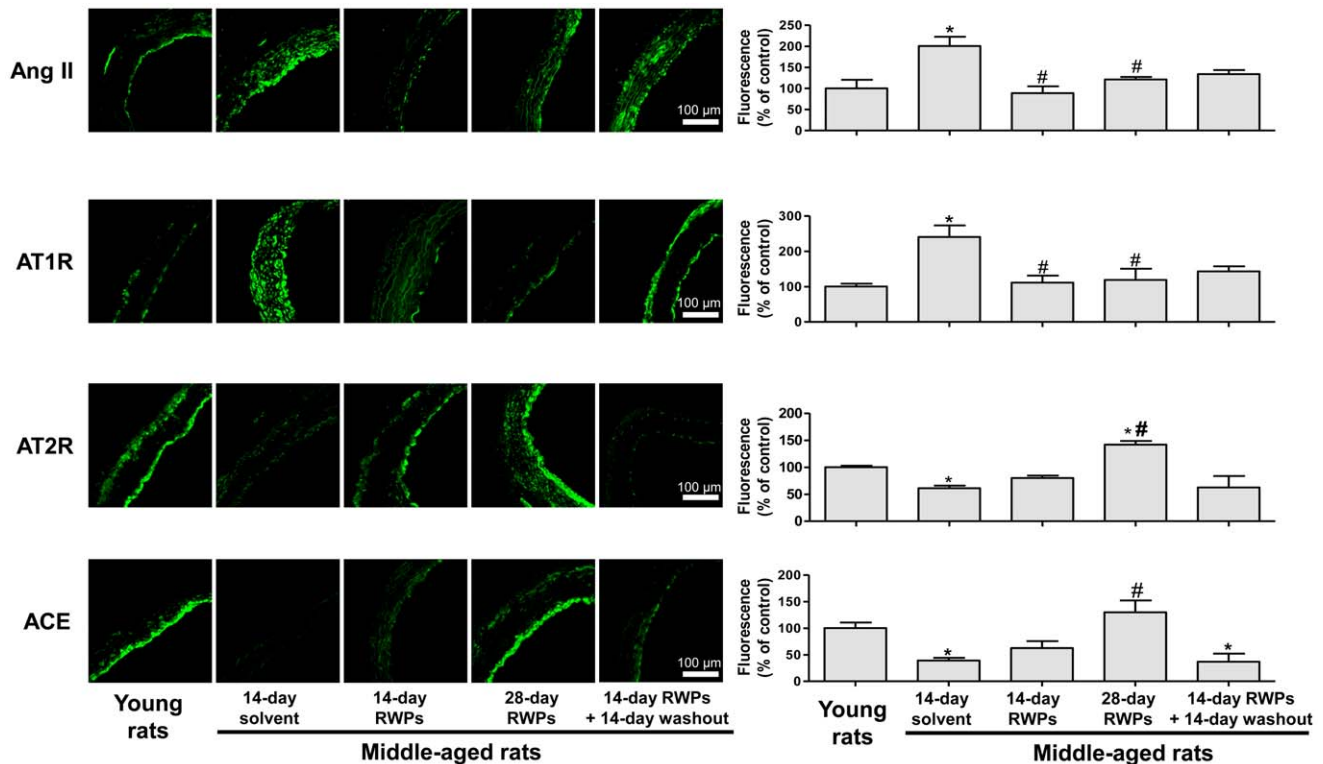 Ang II
100 µm
Fluorescence
(% of control)
250
200
150
100
50
0
*
#
#
AT1R
100 µm
Fluorescence
(% of control)
300
200
100
0
*
#
#
AT2R
100 µm
Fluorescence
(% of control)
200
150
100
50
0
*
* #
ACE
100 µm
Fluorescence
(% of control)
200
150
100
50
0
*
#
*
Young
rats
14-day
solvent
14-day
RWPs
28-day
RWPs
14-day RWPs
+ 14-day washout
Middle-aged rats
Young
rats
14-day
solvent
14-day
RWPs
28-day
RWPs
14-day RWPs
+ 14-day washout
Middle-aged rats